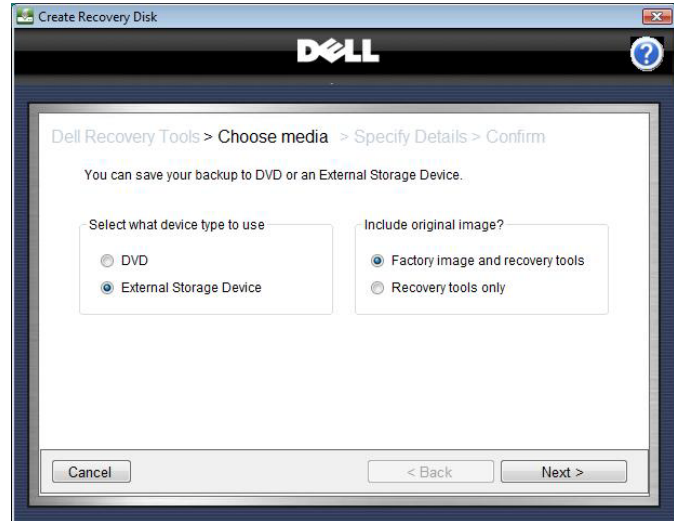 Create Recovery Disk
DELL
?
Dell Recovery Tools > Choose media > Specify Details > Confirm
You can save your backup to DVD or an External Storage Device.
Select what device type to use
DVD
External Storage Device
Include original image?
Factory image and recovery tools
Recovery tools only
Cancel
< Back
Next >